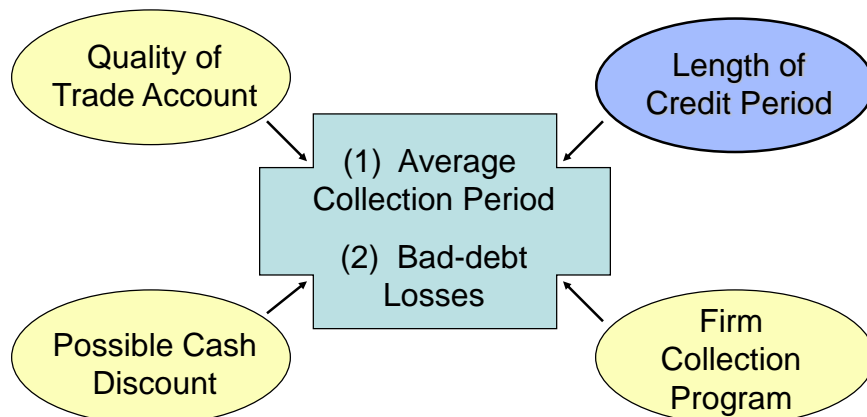 Quality of
Trade Account
Length of
Credit Period
(1) Average
Collection Period
(2) Bad-debt
Losses
Possible Cash
Discount
Firm
Collection
Program